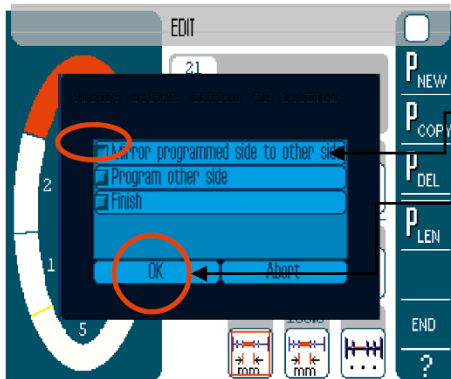 EDIT
21
P NEW
P COPY
P DEL
P LEN
END
?
2
1
5
Mirror programmed side to other side
Program other side
Finish
OK Abort
mm mm ...